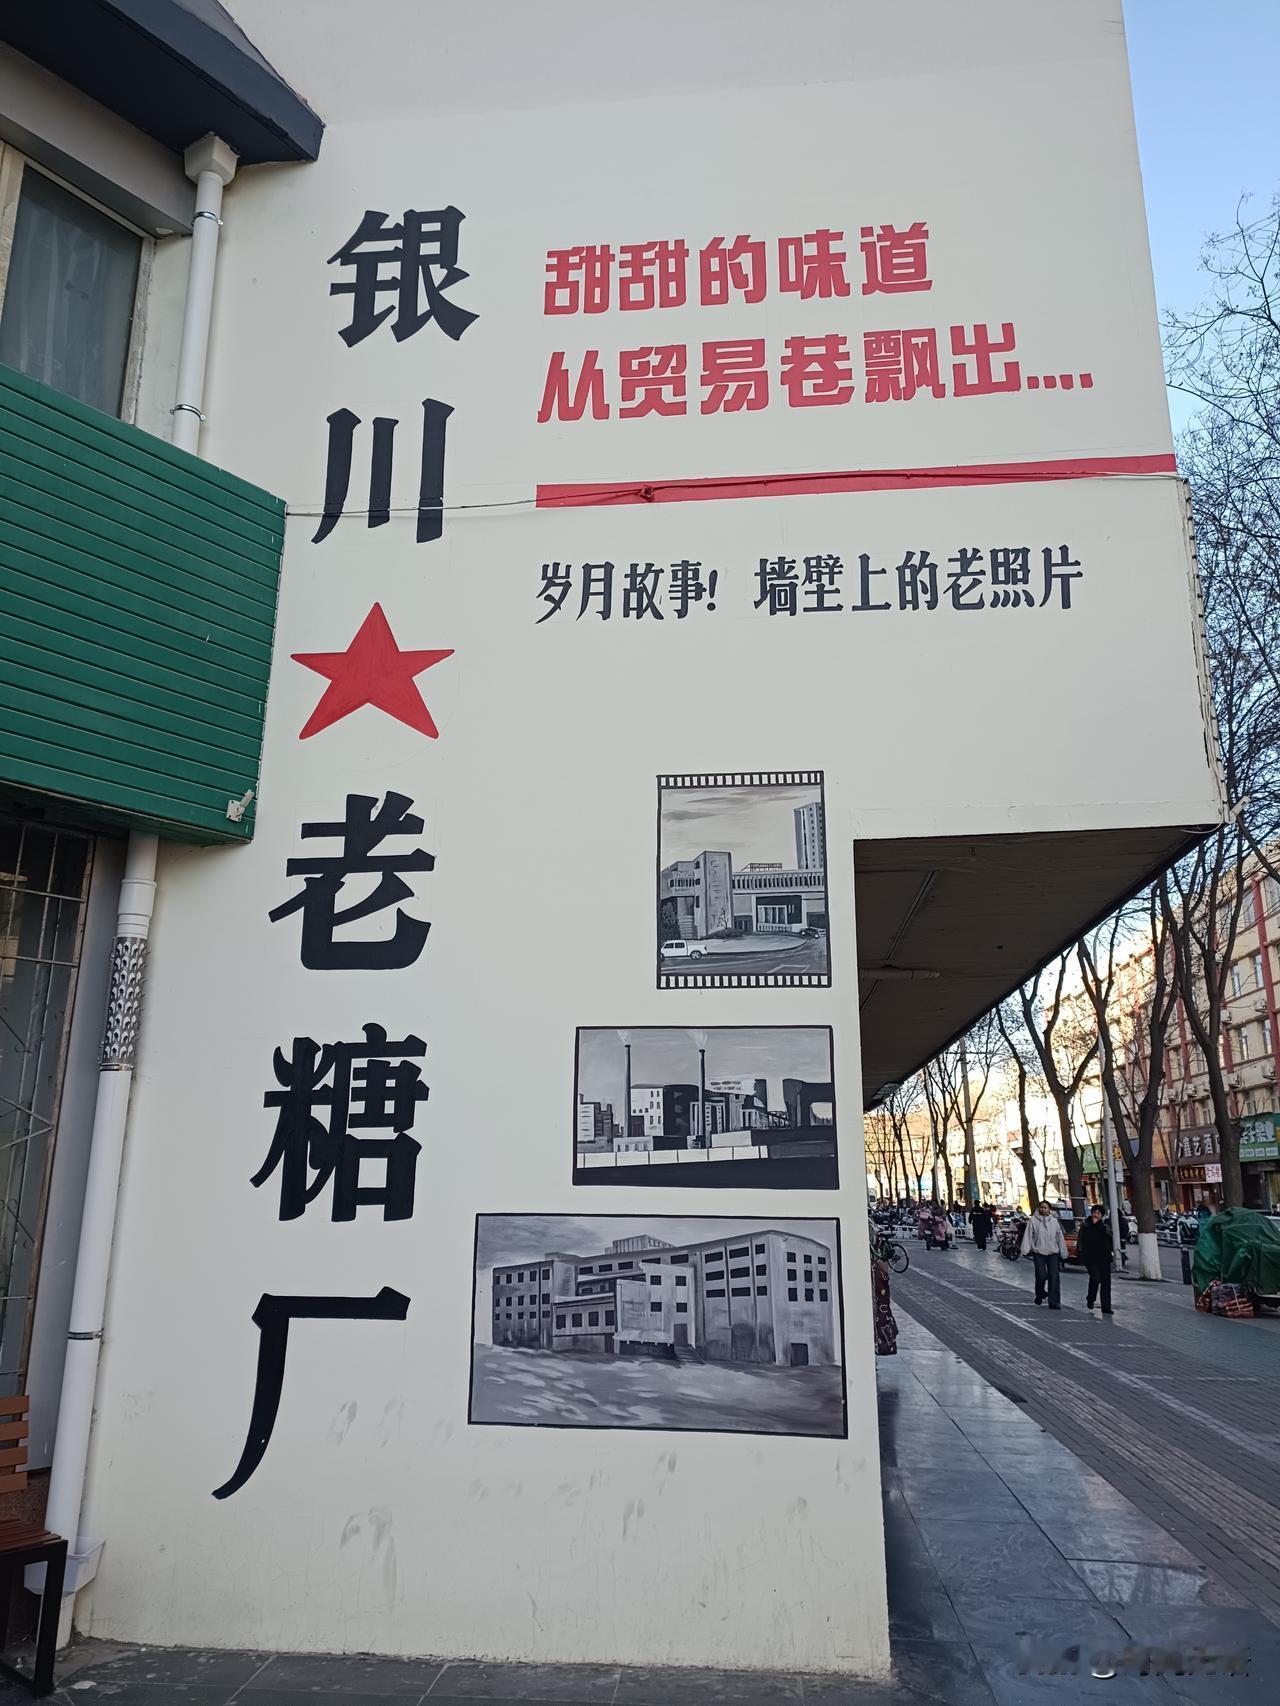 银川★老糖厂
甜甜的味道
从贸易巷飘出....
岁月故事！ 墙壁上的老照片